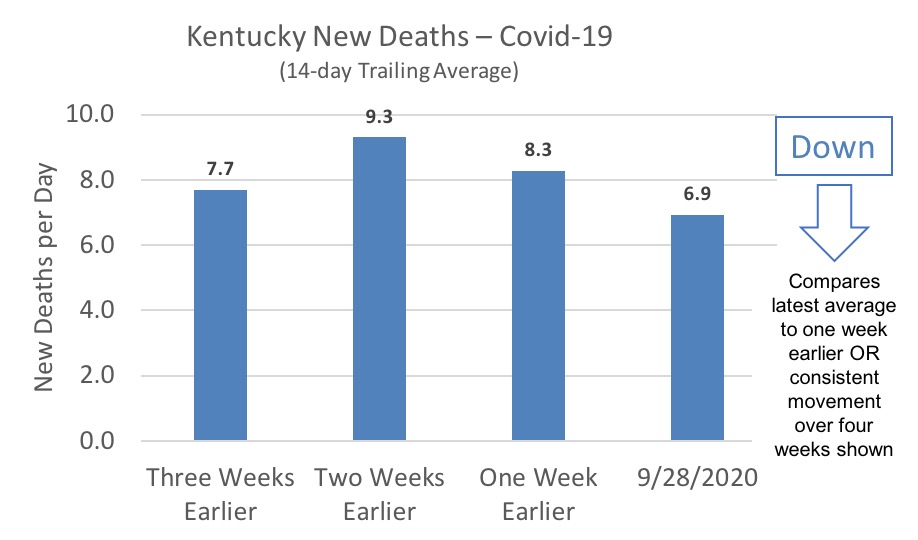 Kentucky New Deaths – Covid-19
(14-day Trailing Average)
New Deaths per Day
10.0
8.0
6.0
4.0
2.0
0.0
7.7
9.3
8.3
6.9
Three Weeks
Earlier
Two Weeks
Earlier
One Week
Earlier
9/28/2020
Down
Compares
latest average
to one week
earlier OR
consistent
movement
over four
weeks shown